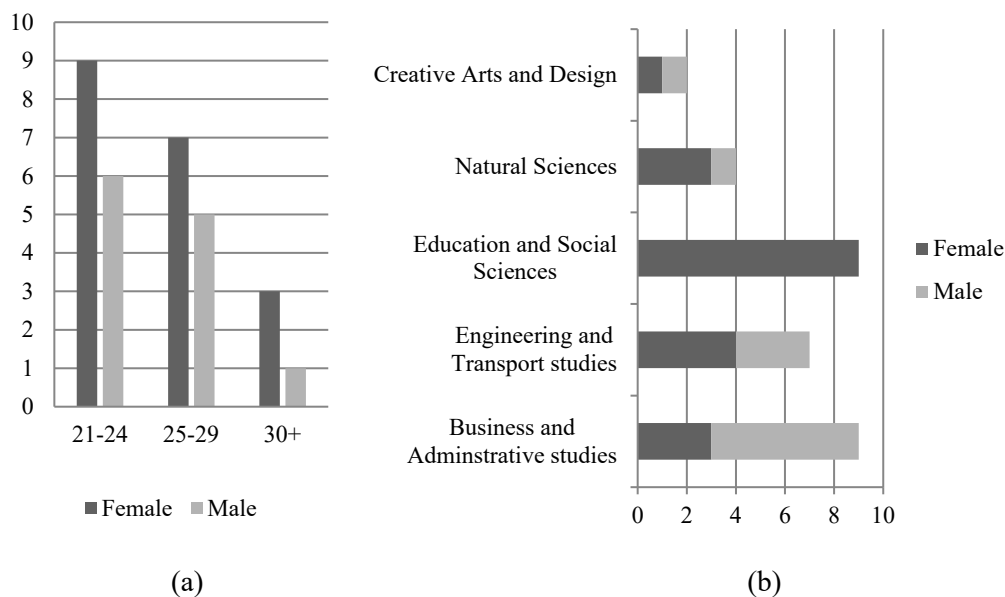 10
9
8
7
6
5
4
3
2
1
0
21-24 25-29 30+
Female Male
(a)
Creative Arts and Design
Natural Sciences
Education and Social
Sciences
Engineering and
Transport studies
Business and
Adminstrative studies
0 2 4 6 8 10
Female
Male
(b)